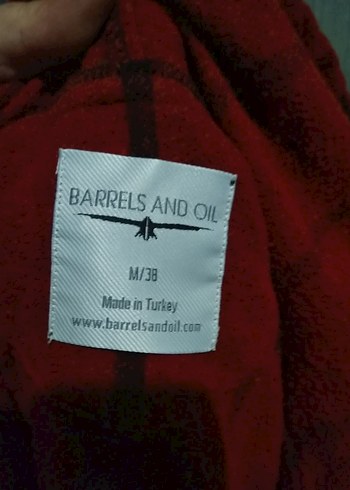 BARRELS AND OIL
M/38
Made in Turkey
www.barrelsandoil.com